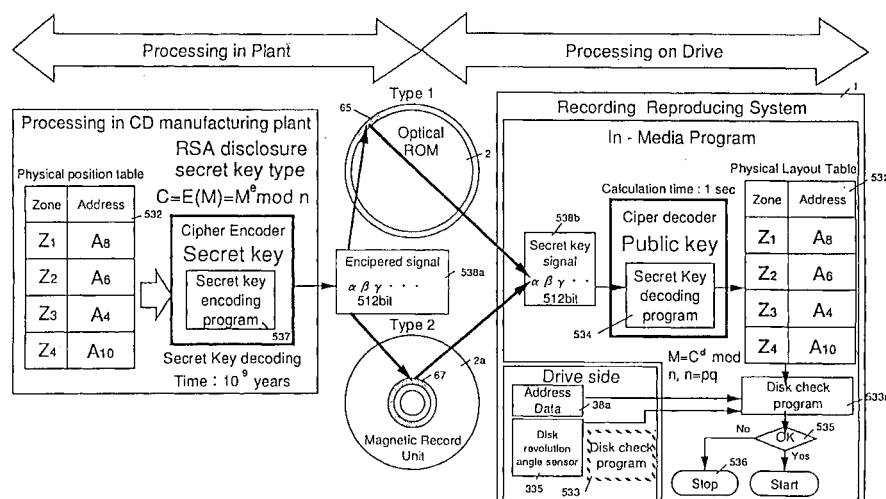 Processing in Plant
Processing on Drive
1
Processing in CD manufacturing plant
RSA disclosure
secret key type
C=E(M)=M^e mod n
Physical position table
532
Zone Address
Z1 A8
Z2 A6
Z3 A4
Z4 A10
Cipher Encoder
Secret key
Secret key
encoding
program
537
Secret Key decoding
Time : 10^9 years
Type 1
65
Optical
ROM
2
Encipered signal
α β γ · · ·
512bit
538a
Type 2
2a
67
Magnetic Record
Unit
Recording Reproducing System
In - Media Program
Calculation time : 1 sec
538b
Secret key
signal
α β γ · · ·
512bit
Ciper decoder
Public key
Secret Key
decoding
program
534
M=C^d mod
n, n=pq
Physical Layout Table
532
Zone Address
Z1 A8
Z2 A6
Z3 A4
Z4 A10
Drive side
Address
Data
38a
Disk
revolution
angle sensor
335
Disk check
program
533
Disk check
program
533a
OK
535
No
Yes
536
Stop
Start